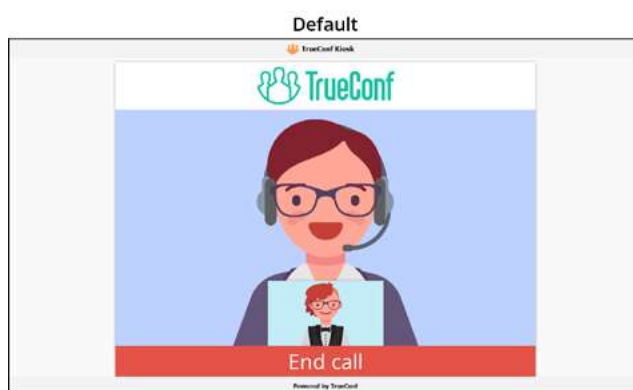 Default
TrueConf Kiosk
TrueConf
End call
Powered by TrueConf